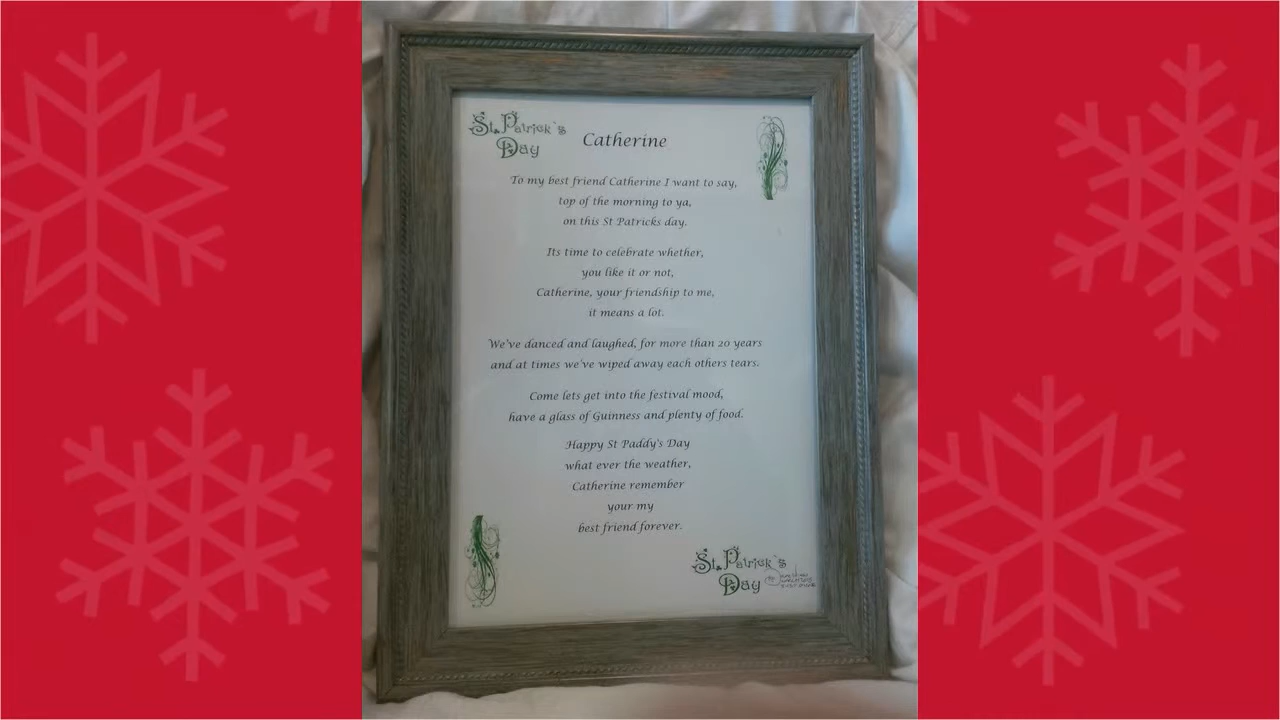 St. Patrick`s
Day
Catherine
To my best friend Catherine I want to say,
top of the morning to ya,
on this St Patricks day.
Its time to celebrate whether,
you like it or not,
Catherine, your friendship to me,
it means a lot.
We've danced and laughed, for more than 20 years
and at times we've wiped away each others tears.
Come lets get into the festival mood,
have a glass of Guinness and plenty of food.
Happy St Paddy's Day
what ever the weather,
Catherine remember
your my
best friend forever.
St. Patrick`s
Day